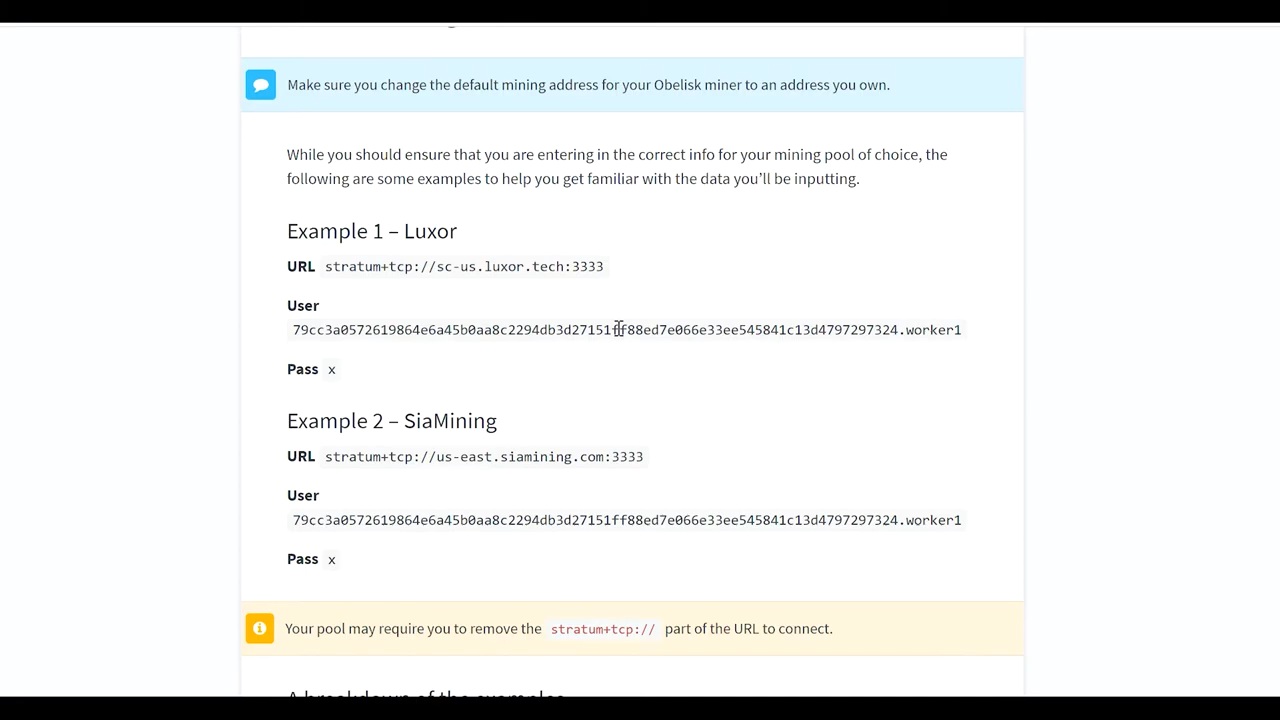 Make sure you change the default mining address for your Obelisk miner to an address you own.
While you should ensure that you are entering in the correct info for your mining pool of choice, the
following are some examples to help you get familiar with the data you’ll be inputting.
Example 1 – Luxor
URL stratum+tcp://sc-us.luxor.tech:3333
User
79cc3a0572619864e6a45b0aa8c2294db3d27151ff88ed7e066e33ee545841c13d4797297324.worker1
Pass x
Example 2 – SiaMining
URL stratum+tcp://us-east.siamining.com:3333
User
79cc3a0572619864e6a45b0aa8c2294db3d27151ff88ed7e066e33ee545841c13d4797297324.worker1
Pass x
Your pool may require you to remove the stratum+tcp:// part of the URL to connect.
A breakdown of the examples